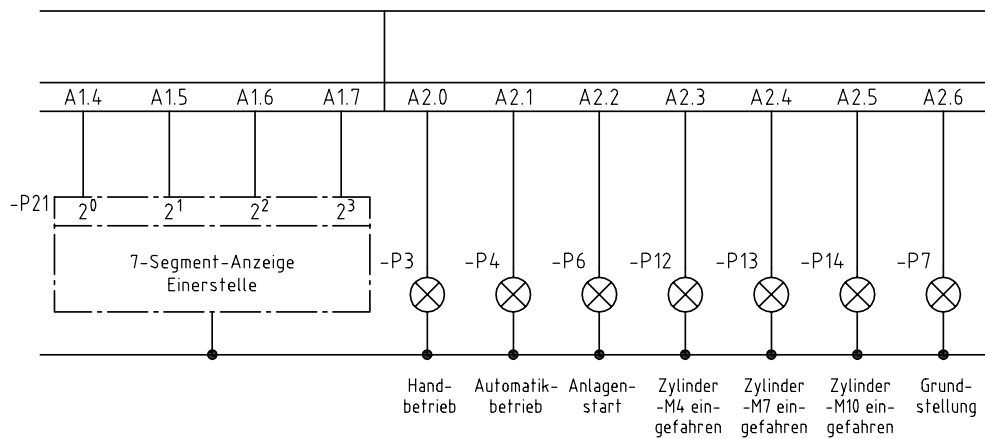 A1.4 A1.5 A1.6 A1.7 A2.0 A2.1 A2.2 A2.3 A2.4 A2.5 A2.6
-P21 2⁰ 2¹ 2² 2³
7-Segment-Anzeige
Einerstelle
-P3 -P4 -P6 -P12 -P13 -P14 -P7
Hand-
betrieb
Automatik-
betrieb
Anlagen-
start
Zylinder
-M4 ein-
gefahren
Zylinder
-M7 ein-
gefahren
Zylinder
-M10 ein-
gefahren
Grund-
stellung